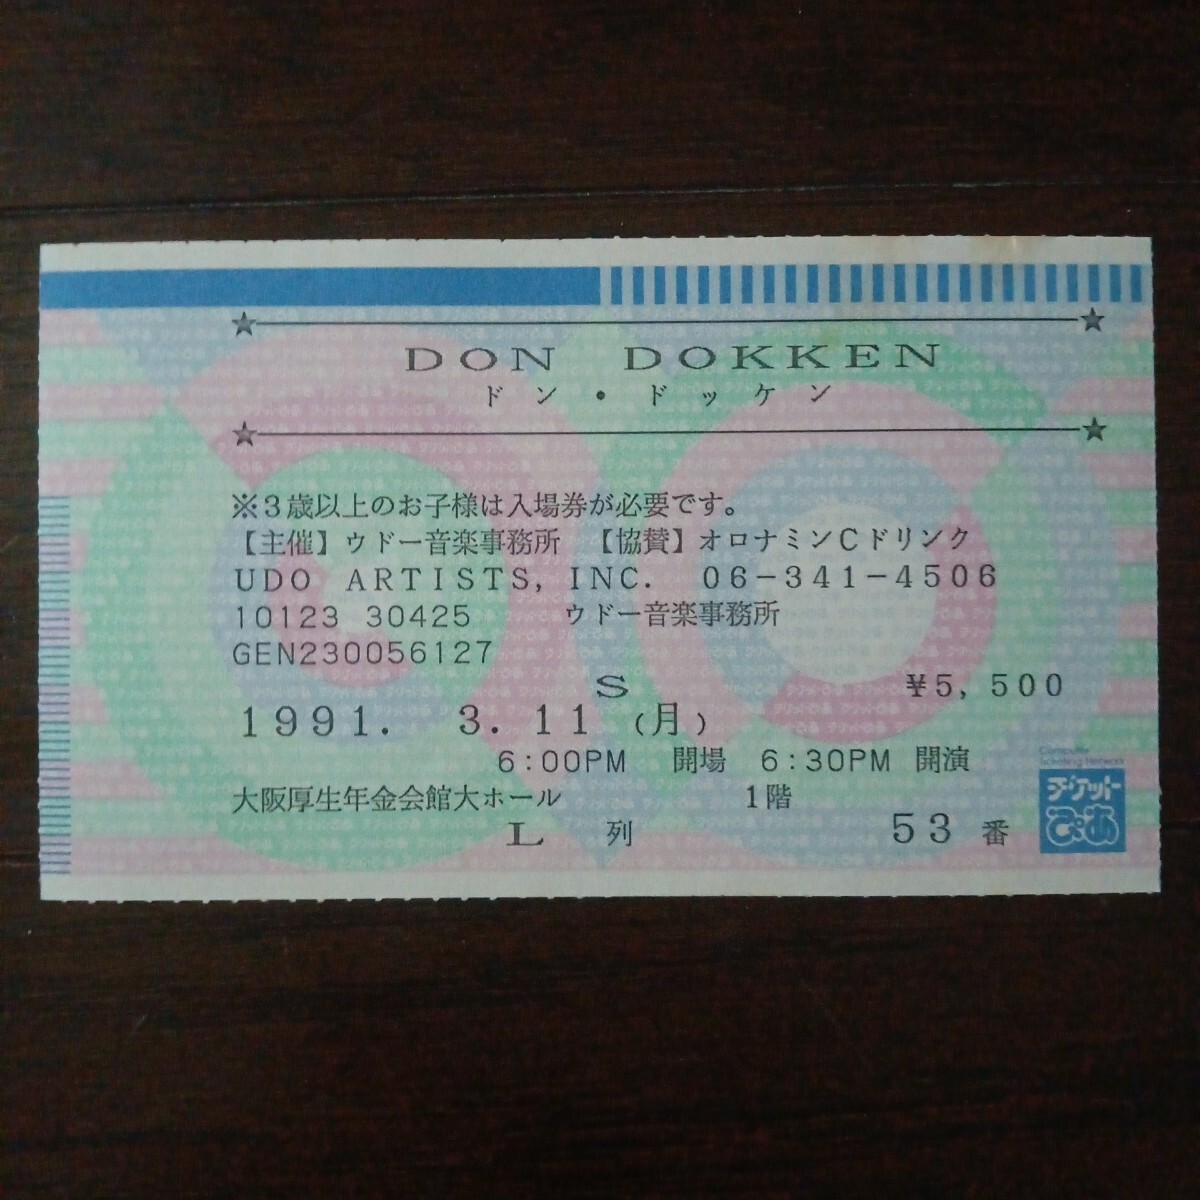 DON DOKKEN
ドン・ドッケン
※3歳以上のお子様は入場券が必要です。
【主催】ウドー音楽事務所 【協賛】オロナミンCドリンク
UDO ARTISTS, INC. 06-341-4506
10123 30425 ウドー音楽事務所
GEN230056127
S ¥5,500
1991. 3. 11 (月)
6:00PM 開場 6:30PM 開演
大阪厚生年金会館大ホール 1階
L 列 53 番
Computer
Ticketing Network
チケット
ぴあ